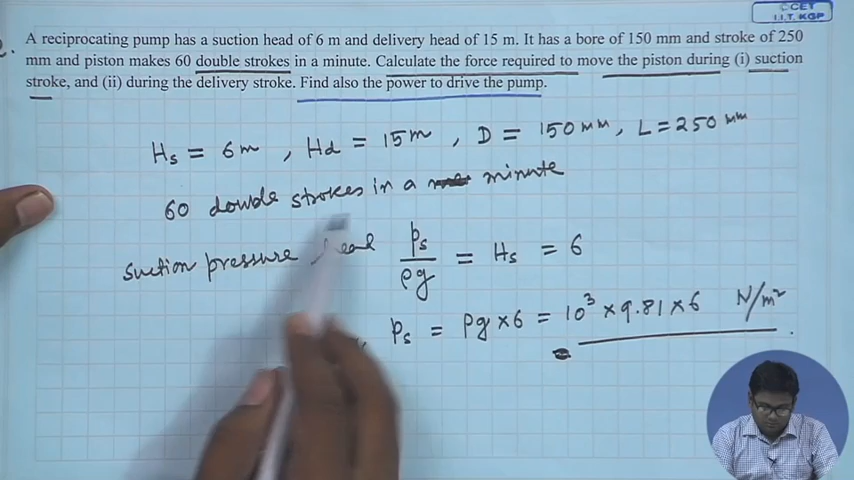 CCET
I.I.T. KGP
2.
A reciprocating pump has a suction head of 6 m and delivery head of 15 m. It has a bore of 150 mm and stroke of 250
mm and piston makes 60 double strokes in a minute. Calculate the force required to move the piston during (i) suction
stroke, and (ii) during the delivery stroke. Find also the power to drive the pump.
Hs = 6m , Hd = 15m , D = 150mm , L = 250 mm
60 double strokes in a minute
suction pressure head ps/ρg = Hs = 6
ps = ρg × 6 = 10³ × 9.81 × 6 N/m²